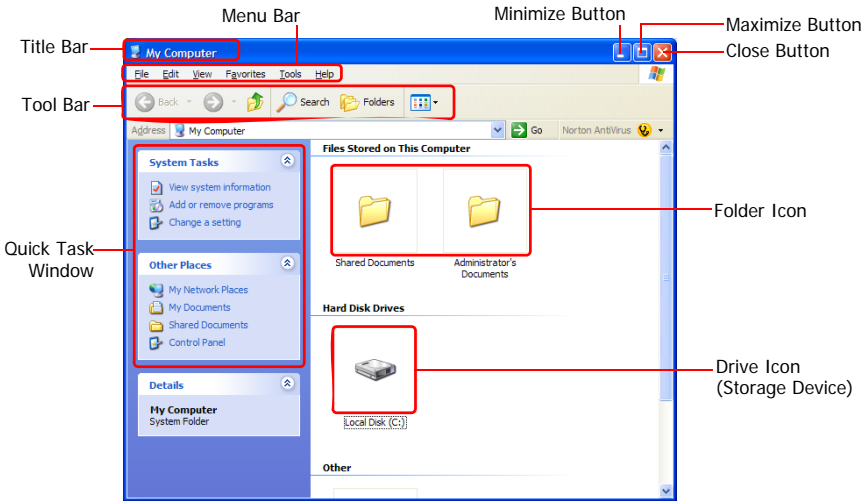 Menu Bar
Minimize Button
Maximize Button
Title Bar
My Computer
Close Button
File Edit View Favorites Tools Help
Tool Bar
Back Search Folders
Address My Computer Go Norton AntiVirus
System Tasks
View system information
Add or remove programs
Change a setting
Files Stored on This Computer
Shared Documents
Administrator's
Documents
Folder Icon
Quick Task
Window
Other Places
My Network Places
My Documents
Shared Documents
Control Panel
Hard Disk Drives
Local Disk (C:)
Drive Icon
(Storage Device)
Details
My Computer
System Folder
Other